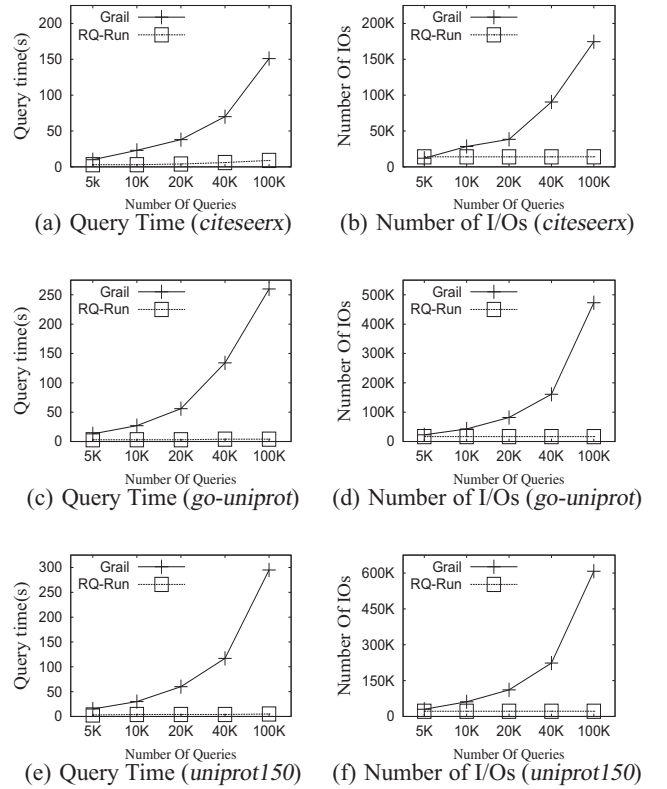 Grail
RQ-Run
Query time(s)
200
150
100
50
0
5k 10K 20K 40K 100K
Number Of Queries
(a) Query Time (citeseerx)
Grail
RQ-Run
Number Of IOs
200K
150K
100K
50K
0
5K 10K 20K 40K 100K
Number Of Queries
(b) Number of I/Os (citeseerx)
Grail
RQ-Run
Query time(s)
250
200
150
100
50
0
5K 10K 20K 40K 100K
Number Of Queries
(c) Query Time (go-uniprot)
Grail
RQ-Run
Number Of IOs
500K
400K
300K
200K
100K
0
5K 10K 20K 40K 100K
Number Of Queries
(d) Number of I/Os (go-uniprot)
Grail
RQ-Run
Query time(s)
300
250
200
150
100
50
0
5K 10K 20K 40K 100K
Number Of Queries
(e) Query Time (uniprot150)
Grail
RQ-Run
Number Of IOs
600K
450K
300K
150K
0
5K 10K 20K 40K 100K
Number Of Queries
(f) Number of I/Os (uniprot150)